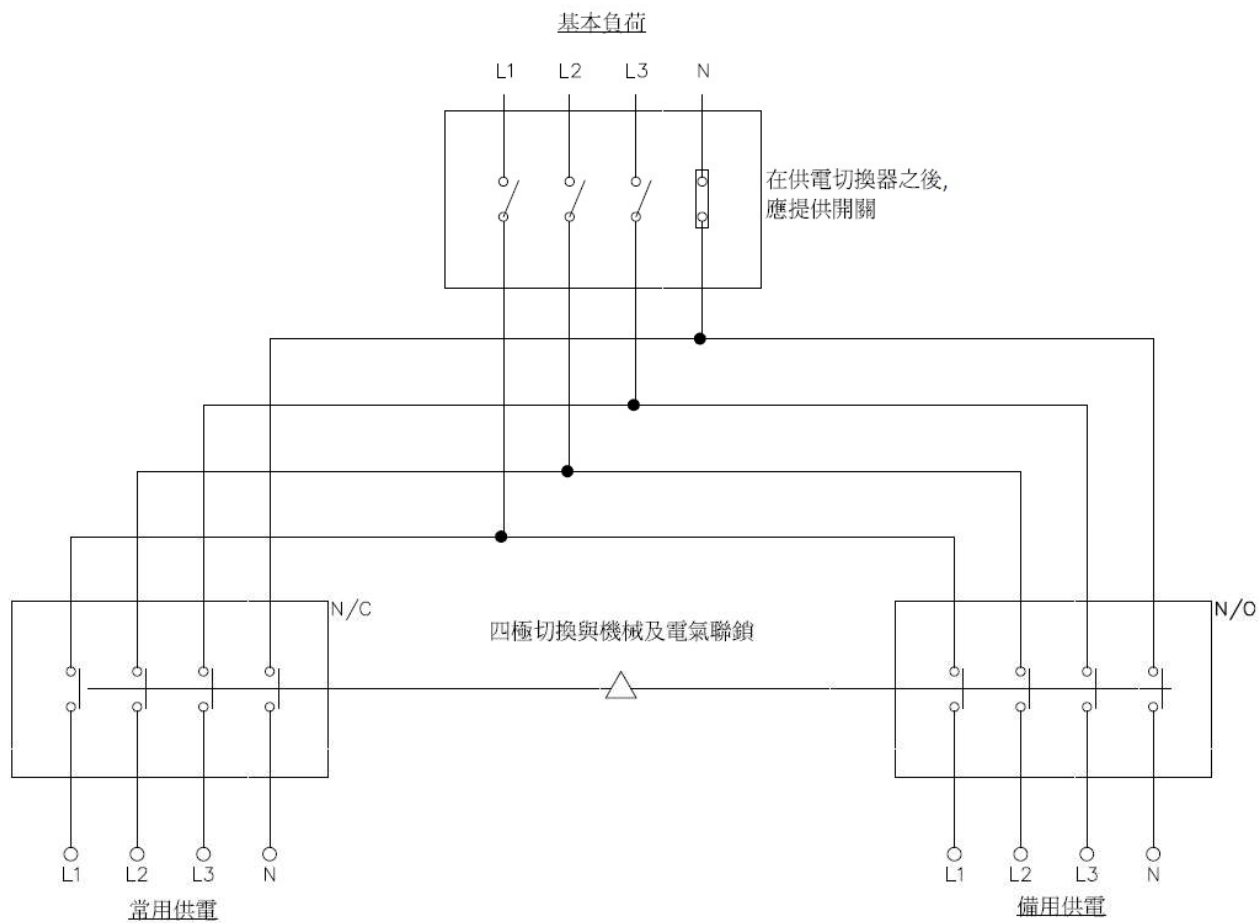 基本負荷
L1 L2 L3 N
在供電切換器之後,
應提供開關
N/C
四極切換與機械及電氣聯鎖
N/O
L1 L2 L3 N
常用供電
L1 L2 L3 N
備用供電